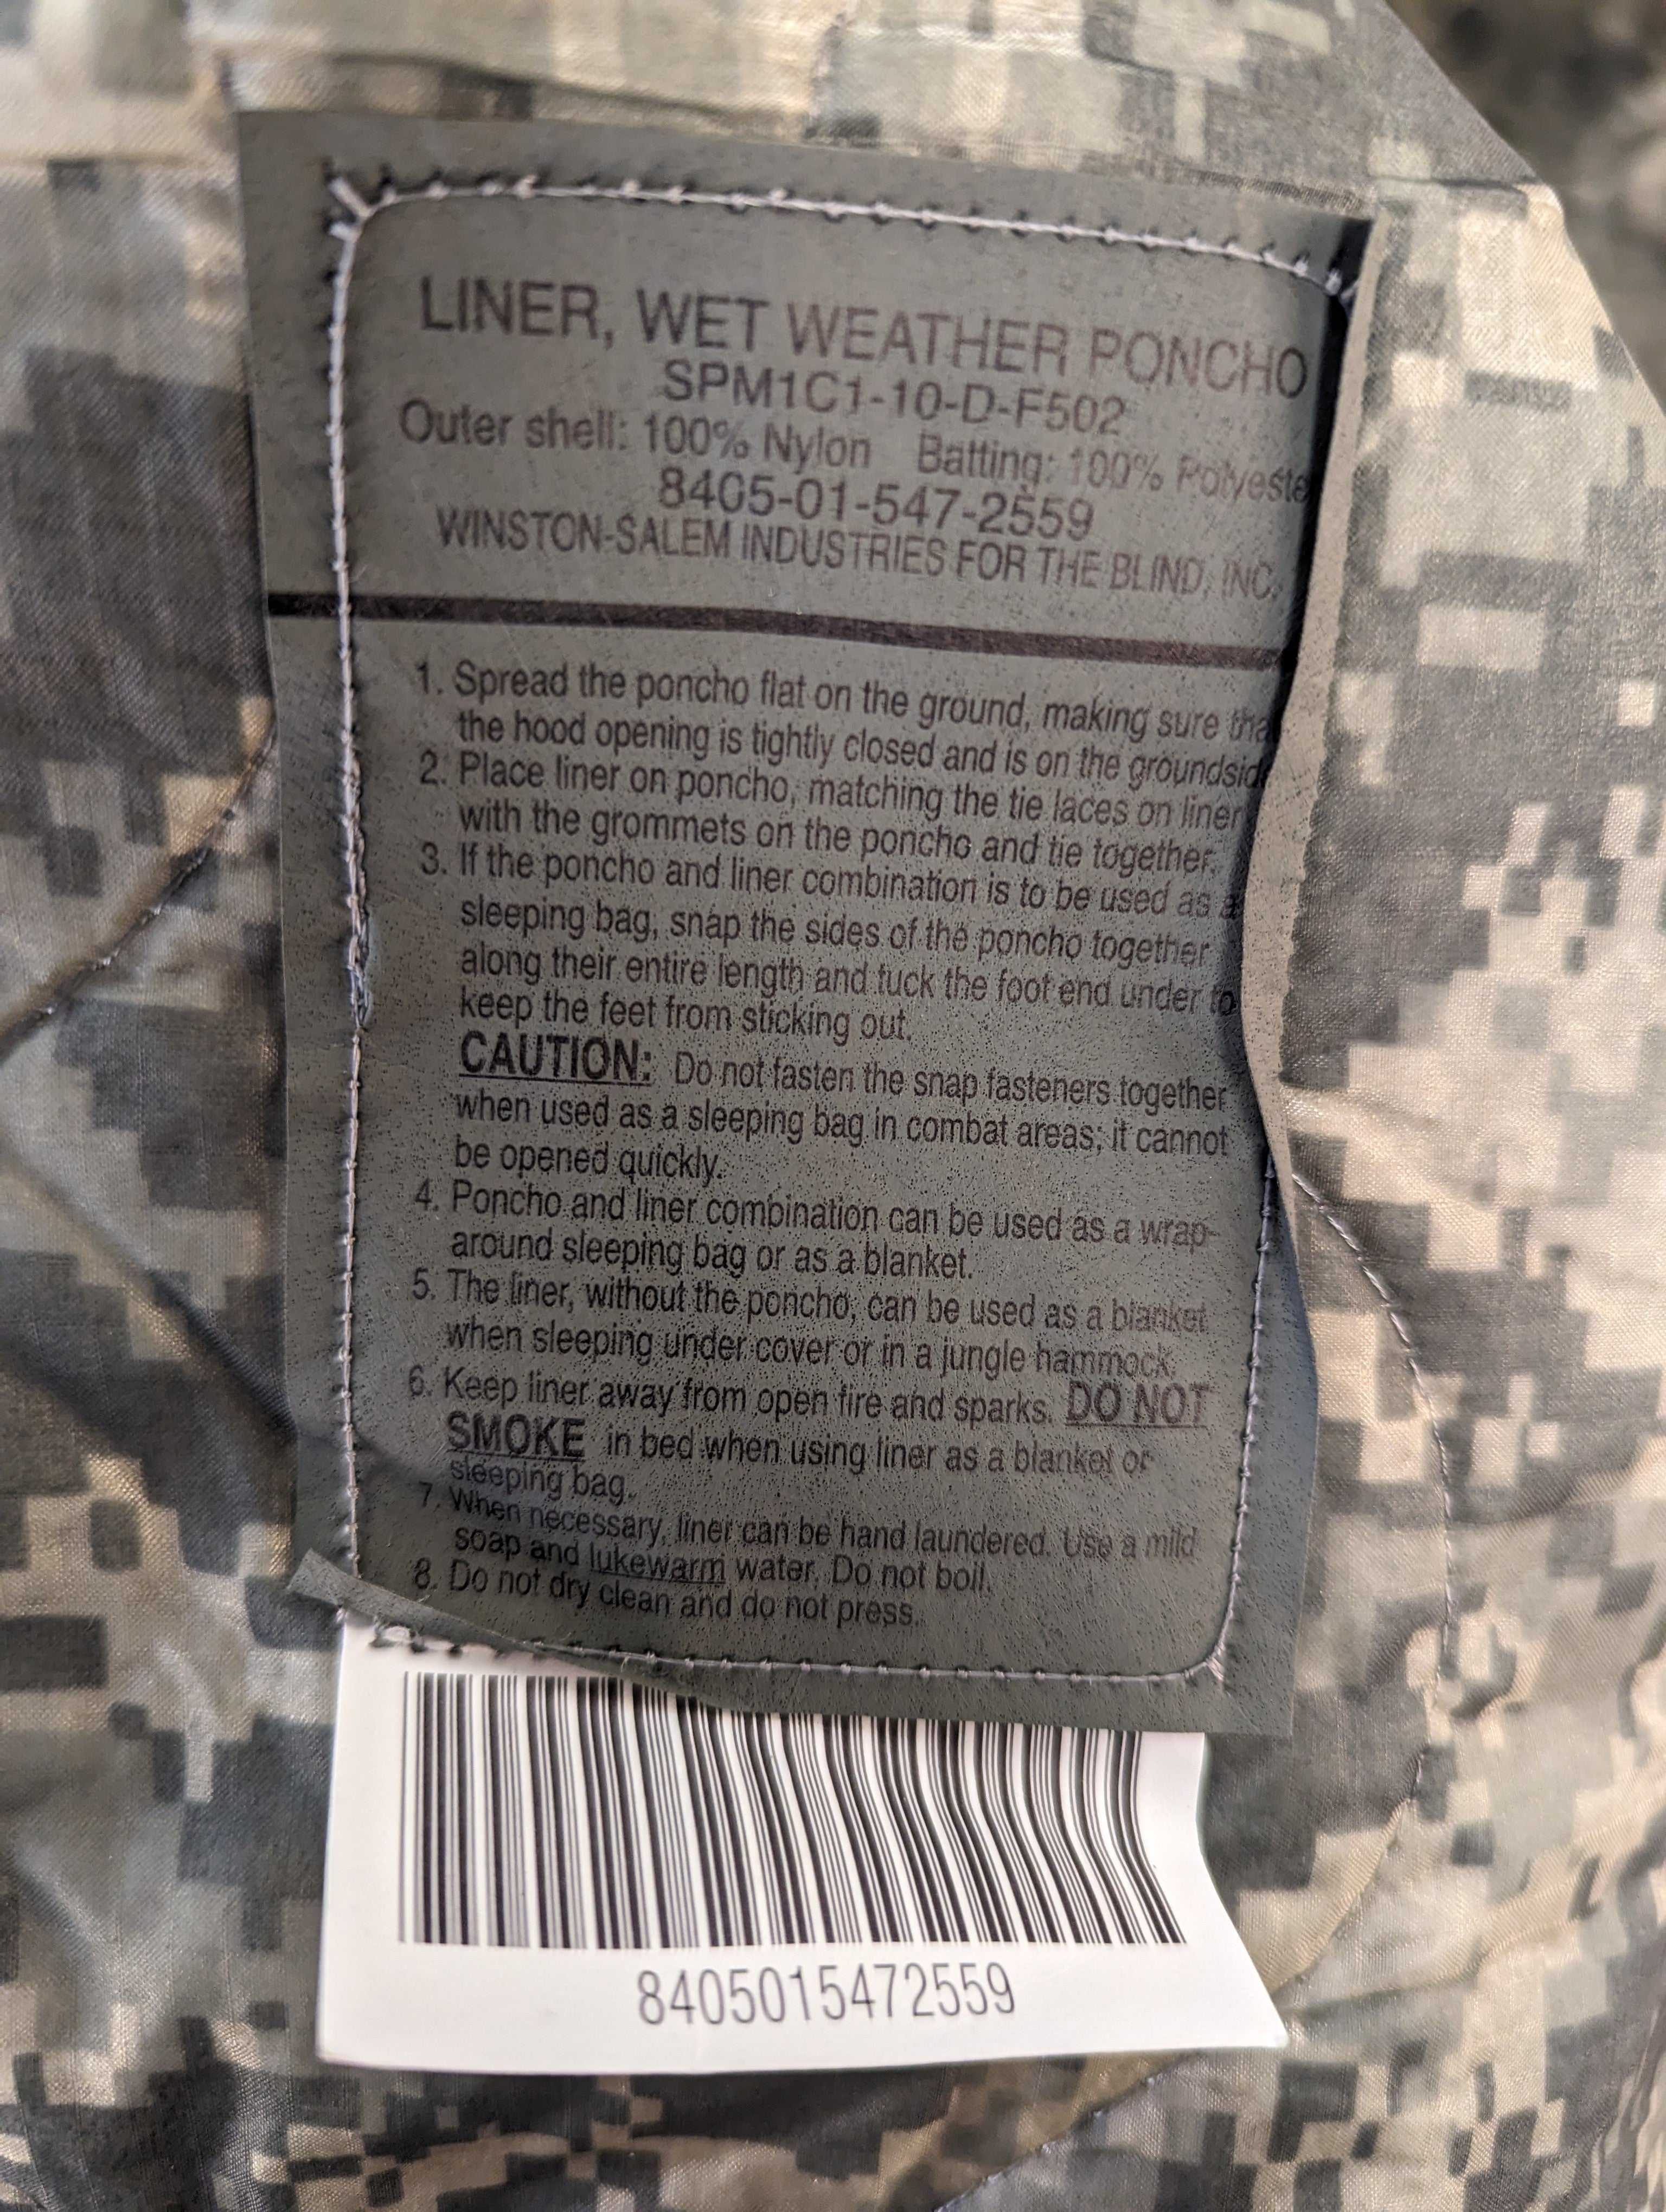 LINER, WET WEATHER PONCHO
SPM1C1-10-D-F502
Outer shell: 100% Nylon Batting: 100% Polyeste
8405-01-547-2559
WINSTON-SALEM INDUSTRIES FOR THE BLIND, INC.
1. Spread the poncho flat on the ground, making sure tha
the hood opening is tightly closed and is on the groundsid
2. Place liner on poncho, matching the tie laces on liner
with the grommets on the poncho and tie together.
3. If the poncho and liner combination is to be used as a
sleeping bag, snap the sides of the poncho together
along their entire length and tuck the foot end under to
keep the feet from sticking out.
CAUTION: Do not fasten the snap fasteners together
when used as a sleeping bag in combat areas; it cannot
be opened quickly.
4. Poncho and liner combination can be used as a wrap-
around sleeping bag or as a blanket.
5. The liner, without the poncho, can be used as a blanket
when sleeping under cover or in a jungle hammock.
6. Keep liner away from open fire and sparks. DO NOT
SMOKE in bed when using liner as a blanket or
sleeping bag.
7. When necessary, liner can be hand laundered. Use a mild
soap and lukewarm water. Do not boil.
8. Do not dry clean and do not press.
8405015472559